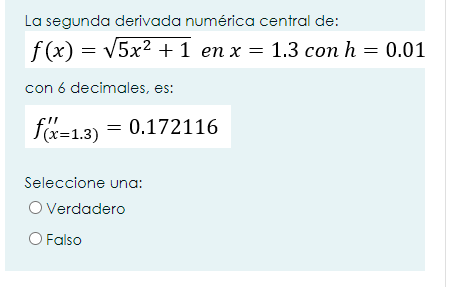 La segunda derivada numérica central de:
f(x) = √5x² + 1 en x = 1.3 con h = 0.01
con 6 decimales, es:
f''(x=1.3) = 0.172116
Seleccione una:
Verdadero
Falso